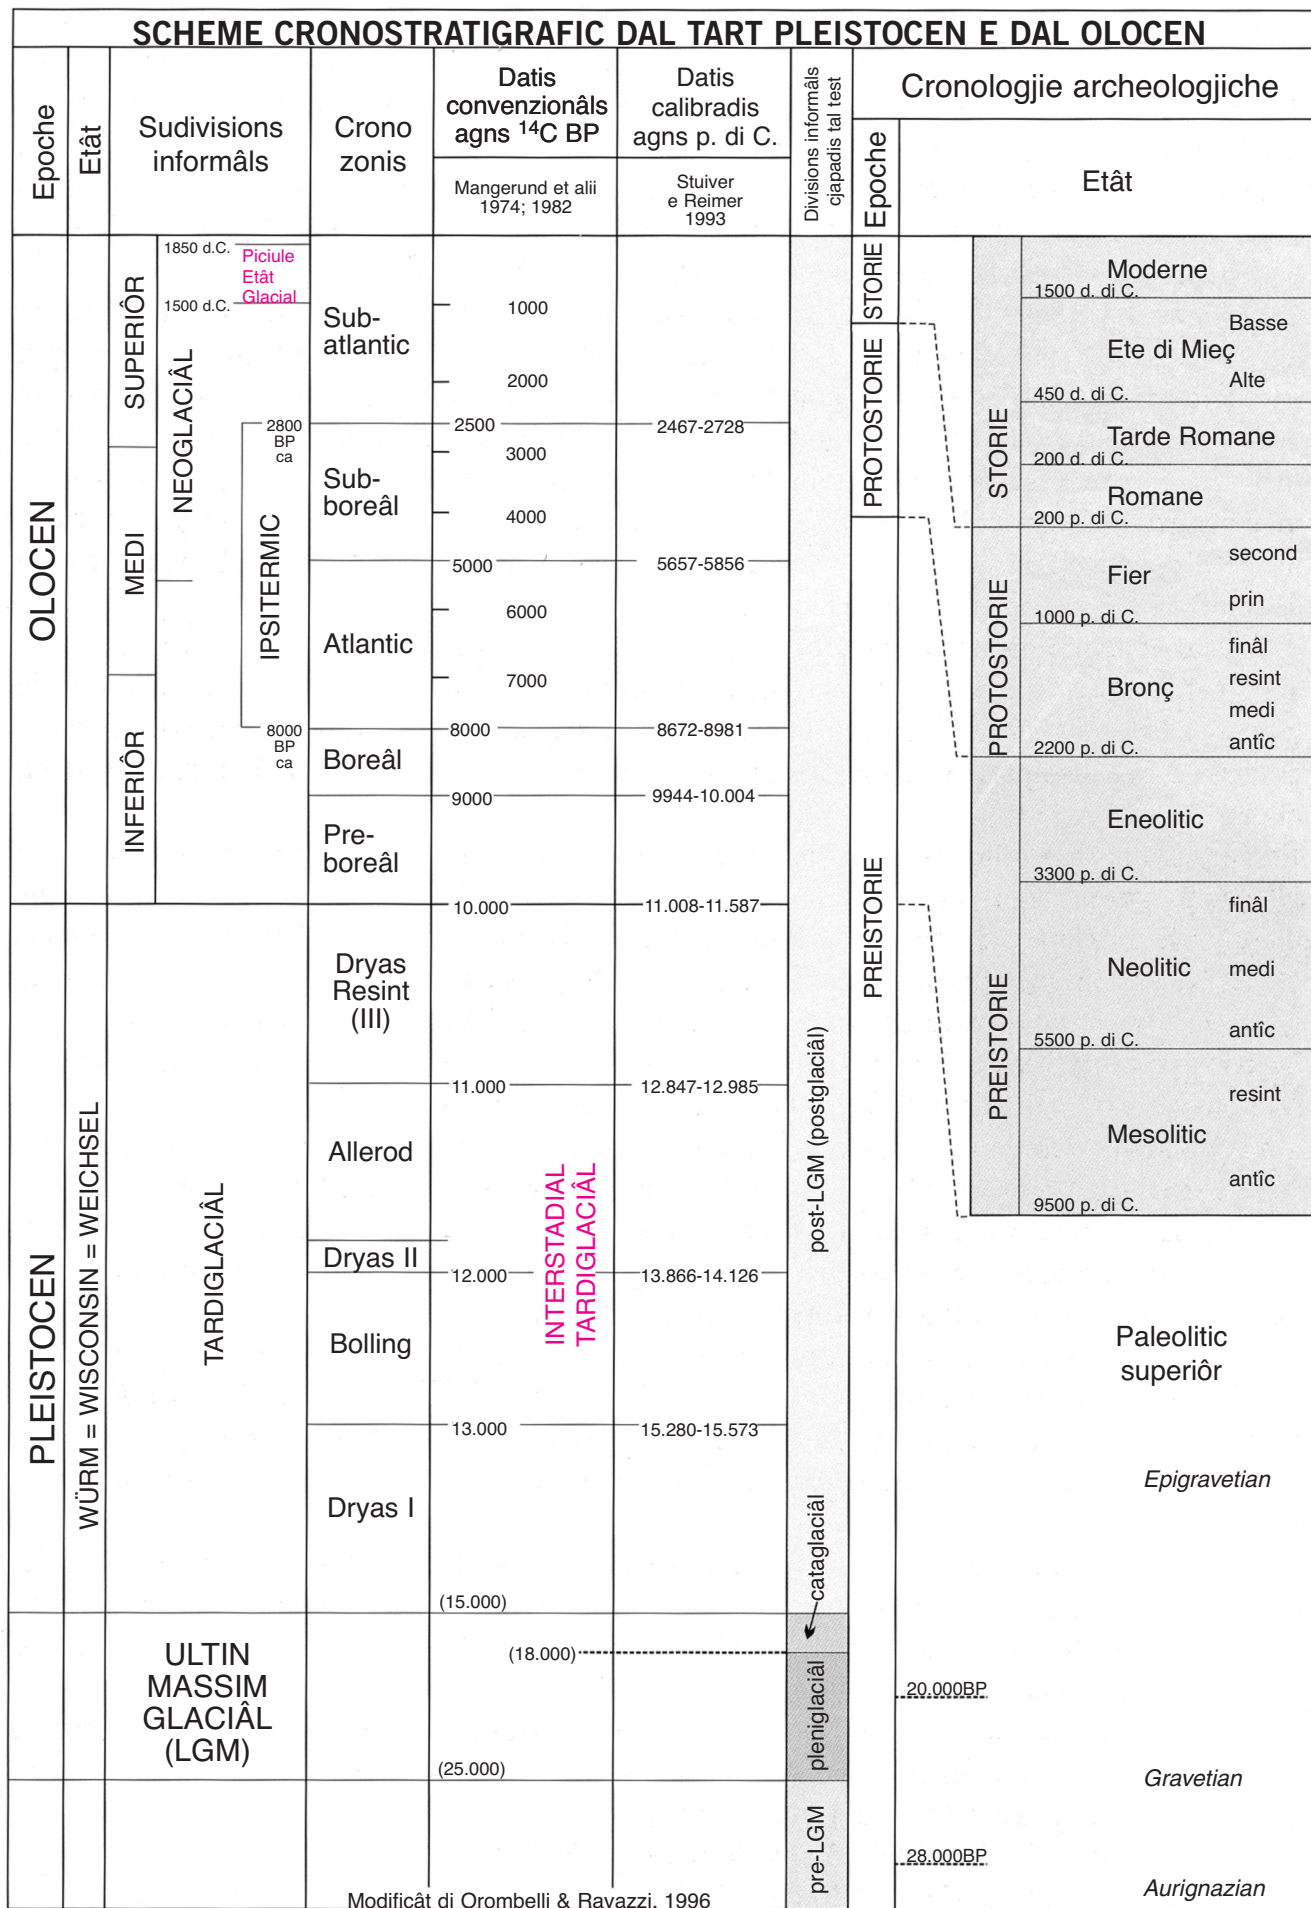 SCHEME CRONOSTRATIGRAFIC DAL TART PLEISTOCEN E DAL OLOCEN
Epoche
Etât
Sudivisions
informâls
Crono
zonis
Datis
convenzionâls
agns 14C BP
Mangerund et alii
1974; 1982
Datis
calibradis
agns p. di C.
Stuiver
e Reimer
1993
Divisions informâls
cjapadis tal test
Cronologjie archeologjiche
Epoche
Etât
OLOCEN
SUPERIÔR
MEDI
INFERIÔR
NEOGLACIÂL
1850 d.C.
Piciule
Etât
Glacial
1500 d.C.
IPSITERMIC
2800
BP
ca
8000
BP
ca
Sub-
atlantic
Sub-
boreâl
Atlantic
Boreâl
Pre-
boreâl
1000
2000
2500
3000
4000
5000
6000
7000
8000
9000
10.000
2467-2728
5657-5856
8672-8981
9944-10.004
11.008-11.587
PLEISTOCEN
WÜRM = WISCONSIN = WEICHSEL
TARDIGLACIÂL
Dryas
Resint
(III)
Allerod
Dryas II
Bolling
Dryas I
11.000
12.000
13.000
(15.000)
(18.000)
(25.000)
INTERSTADIAL
TARDIGLACIÂL
12.847-12.985
13.866-14.126
15.280-15.573
ULTIN
MASSIM
GLACIÂL
(LGM)
post-LGM (postglaciâl)
cataglaciâl
pleniglaciâl
pre-LGM
STORIE
PROTOSTORIE
PREISTORIE
STORIE
PROTOSTORIE
PREISTORIE
Moderne
1500 d. di C.
Basse
Ete di Mieç
Alte
450 d. di C.
Tarde Romane
200 d. di C.
Romane
200 p. di C.
second
Fier
prin
1000 p. di C.
finâl
resint
Bronç
medi
antîc
2200 p. di C.
Eneolitic
3300 p. di C.
finâl
Neolitic
medi
antîc
5500 p. di C.
resint
Mesolitic
antîc
9500 p. di C.
Paleolitic
superiôr
Epigravetian
20.000BP
Gravetian
28.000BP
Aurignazian
Modificât di Orombelli & Ravazzi, 1996